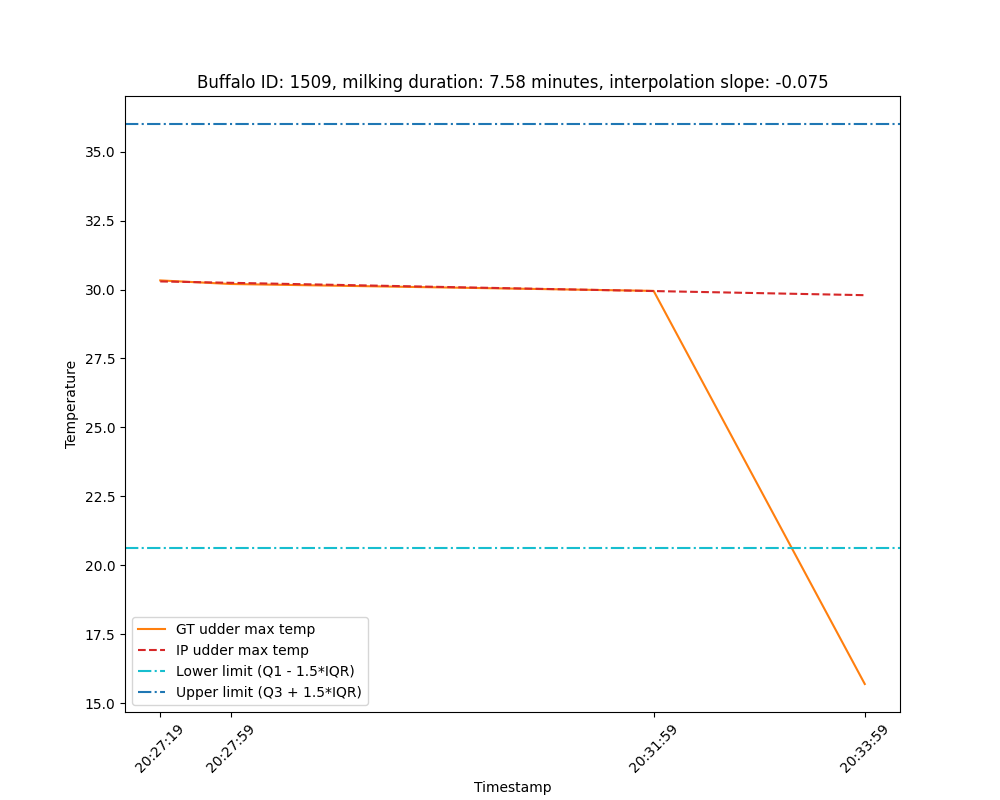 Buffalo ID: 1509, milking duration: 7.58 minutes, interpolation slope: -0.075
35.0
32.5
30.0
27.5
25.0
22.5
20.0
17.5
15.0
Temperature
GT udder max temp
IP udder max temp
Lower limit (Q1 - 1.5*IQR)
Upper limit (Q3 + 1.5*IQR)
20:27:19
20:27:59
20:31:59
20:33:59
Timestamp